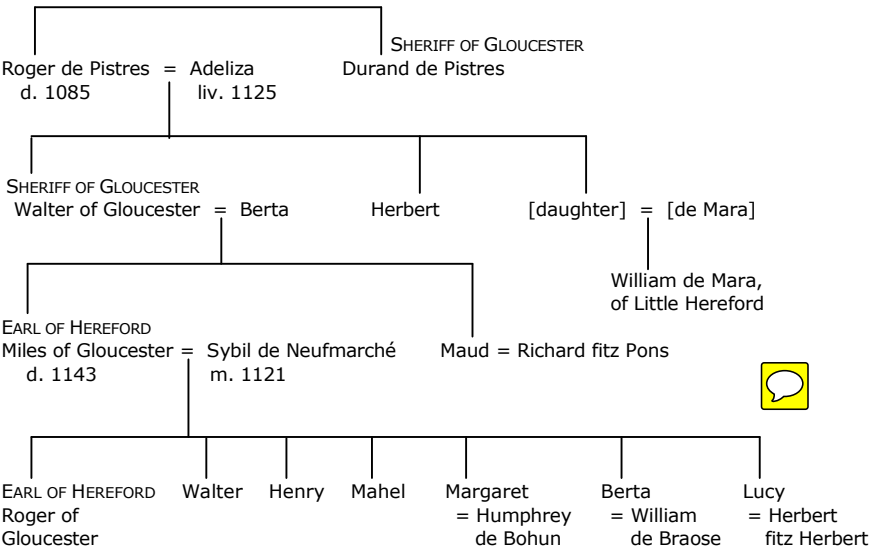 SHERIFF OF GLOUCESTER
Roger de Pistres = Adeliza Durand de Pistres
d. 1085 liv. 1125
SHERIFF OF GLOUCESTER
Walter of Gloucester = Berta Herbert [daughter] = [de Mara]
William de Mara,
of Little Hereford
EARL OF HEREFORD
Miles of Gloucester = Sybil de Neufmarché Maud = Richard fitz Pons
d. 1143 m. 1121
EARL OF HEREFORD Walter Henry Mahel Margaret Berta Lucy
Roger of = Humphrey = William = Herbert
Gloucester de Bohun de Braose fitz Herbert